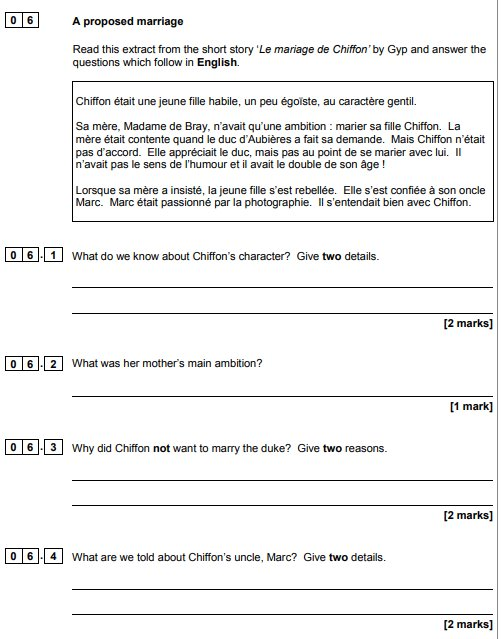 0 6 A proposed marriage
Read this extract from the short story 'Le mariage de Chiffon' by Gyp and answer the
questions which follow in English.
Chiffon était une jeune fille habile, un peu égoïste, au caractère gentil.
Sa mère, Madame de Bray, n'avait qu'une ambition : marier sa fille Chiffon. La
mère était contente quand le duc d'Aubières a fait sa demande. Mais Chiffon n'était
pas d'accord. Elle appréciait le duc, mais pas au point de se marier avec lui. Il
n'avait pas le sens de l'humour et il avait le double de son âge !
Lorsque sa mère a insisté, la jeune fille s'est rebellée. Elle s'est confiée à son oncle
Marc. Marc était passionné par la photographie. Il s'entendait bien avec Chiffon.
0 6 . 1 What do we know about Chiffon's character? Give two details.
[2 marks]
0 6 . 2 What was her mother's main ambition?
[1 mark]
0 6 . 3 Why did Chiffon not want to marry the duke? Give two reasons.
[2 marks]
0 6 . 4 What are we told about Chiffon's uncle, Marc? Give two details.
[2 marks]